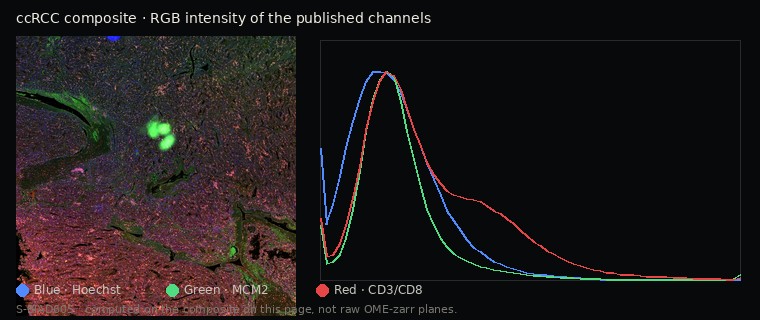 ccRCC composite · RGB intensity of the published channels
Blue · Hoechst
Green · MCM2
Red · CD3/CD8
computed on the composite on this page, not raw OME-zarr planes.